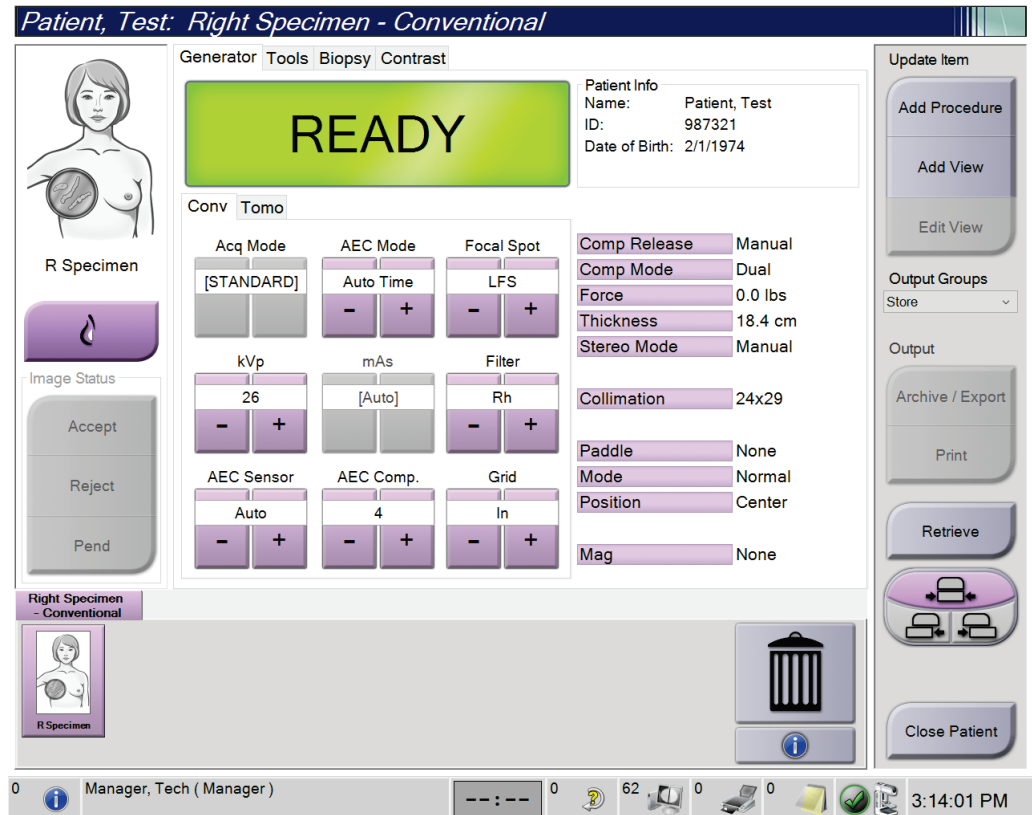 Patient, Test: Right Specimen - Conventional
Generator Tools Biopsy Contrast
READY
Patient Info
Name: Patient, Test
ID: 987321
Date of Birth: 2/1/1974
R Specimen
Image Status
Accept
Reject
Pend
Conv Tomo
Acq Mode AEC Mode Focal Spot
[STANDARD] Auto Time LFS
- + - +
kVp mAs Filter
26 [Auto] Rh
- + - +
AEC Sensor AEC Comp. Grid
Auto 4 In
- + - + - +
Comp Release Manual
Comp Mode Dual
Force 0.0 lbs
Thickness 18.4 cm
Stereo Mode Manual
Collimation 24x29
Paddle None
Mode Normal
Position Center
Mag None
Update Item
Add Procedure
Add View
Edit View
Output Groups
Store
Output
Archive / Export
Print
Retrieve
Close Patient
Right Specimen
- Conventional
R Specimen
0 Manager, Tech ( Manager ) --:-- 0 62 0 0 3:14:01 PM